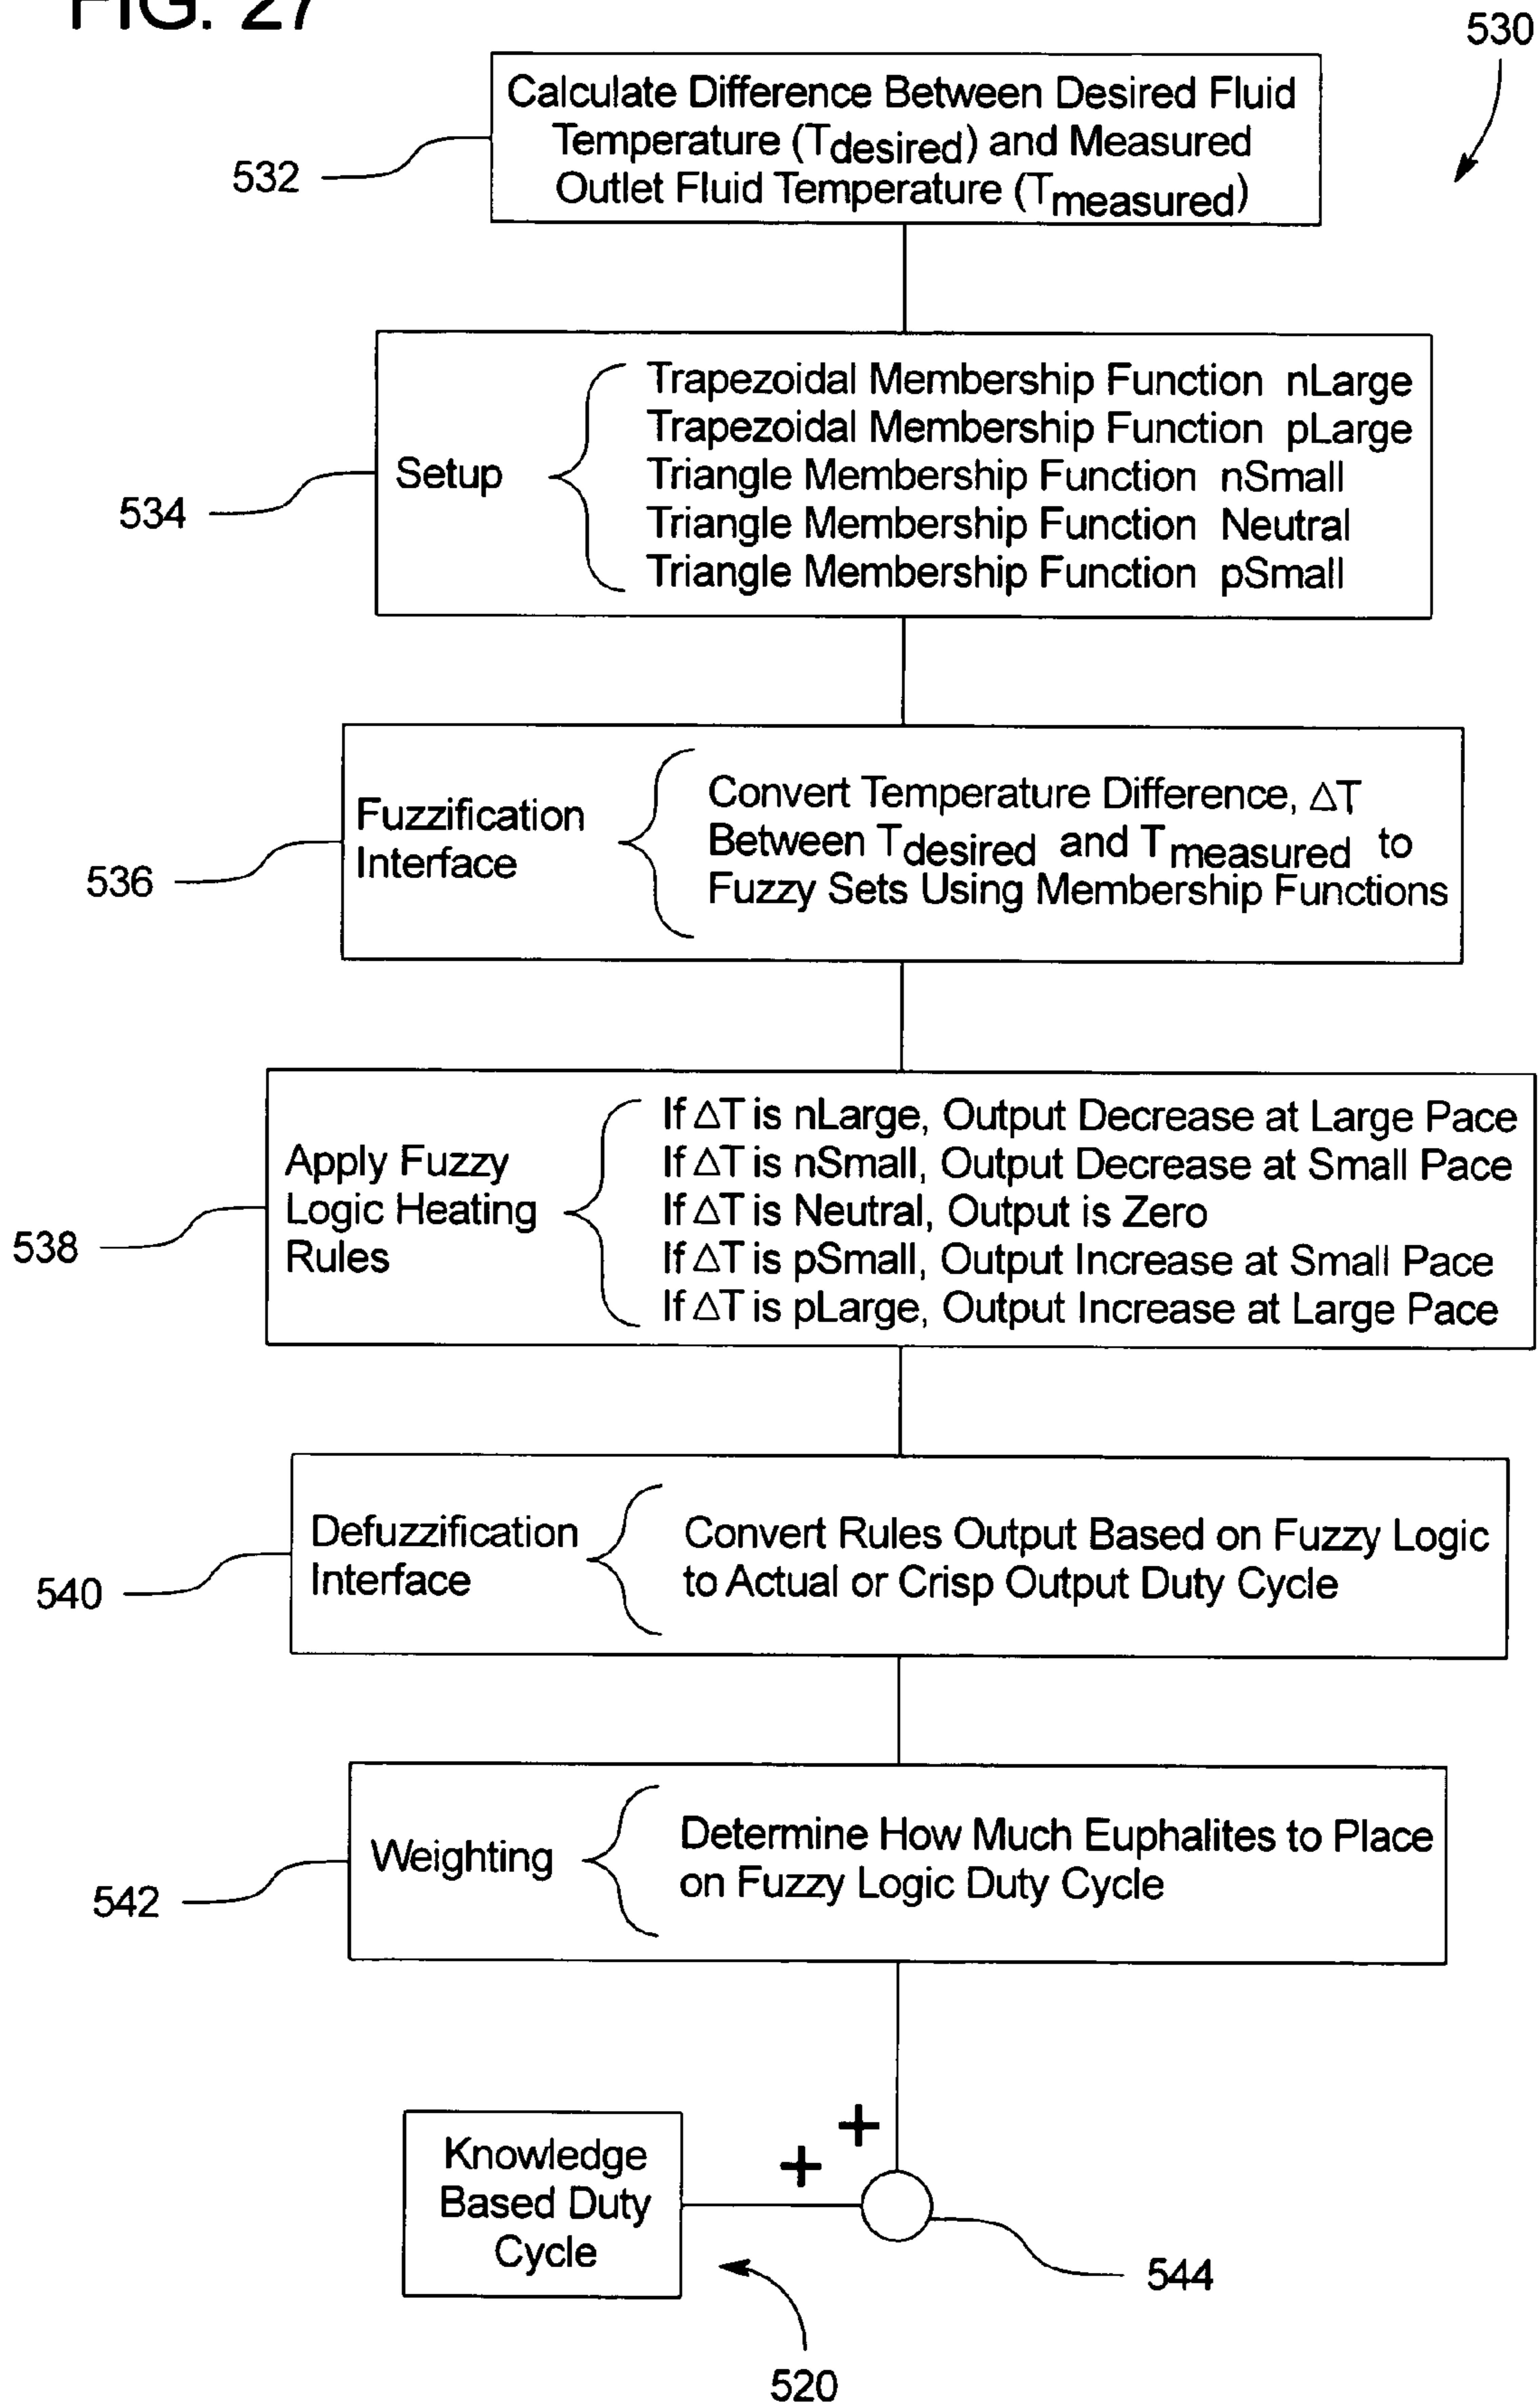 FIG. 27
530
Calculate Difference Between Desired Fluid
Temperature (Tdesired) and Measured
Outlet Fluid Temperature (Tmeasured)
532
Setup
Trapezoidal Membership Function nLarge
Trapezoidal Membership Function pLarge
Triangle Membership Function nSmall
Triangle Membership Function Neutral
Triangle Membership Function pSmall
534
Fuzzification
Interface
Convert Temperature Difference, △T
Between Tdesired and Tmeasured to
Fuzzy Sets Using Membership Functions
536
Apply Fuzzy
Logic Heating
Rules
If △T is nLarge, Output Decrease at Large Pace
If △T is nSmall, Output Decrease at Small Pace
If △T is Neutral, Output is Zero
If △T is pSmall, Output Increase at Small Pace
If △T is pLarge, Output Increase at Large Pace
538
Defuzzification
Interface
Convert Rules Output Based on Fuzzy Logic
to Actual or Crisp Output Duty Cycle
540
Weighting
Determine How Much Euphalites to Place
on Fuzzy Logic Duty Cycle
542
+
+
Knowledge
Based Duty
Cycle
544
520